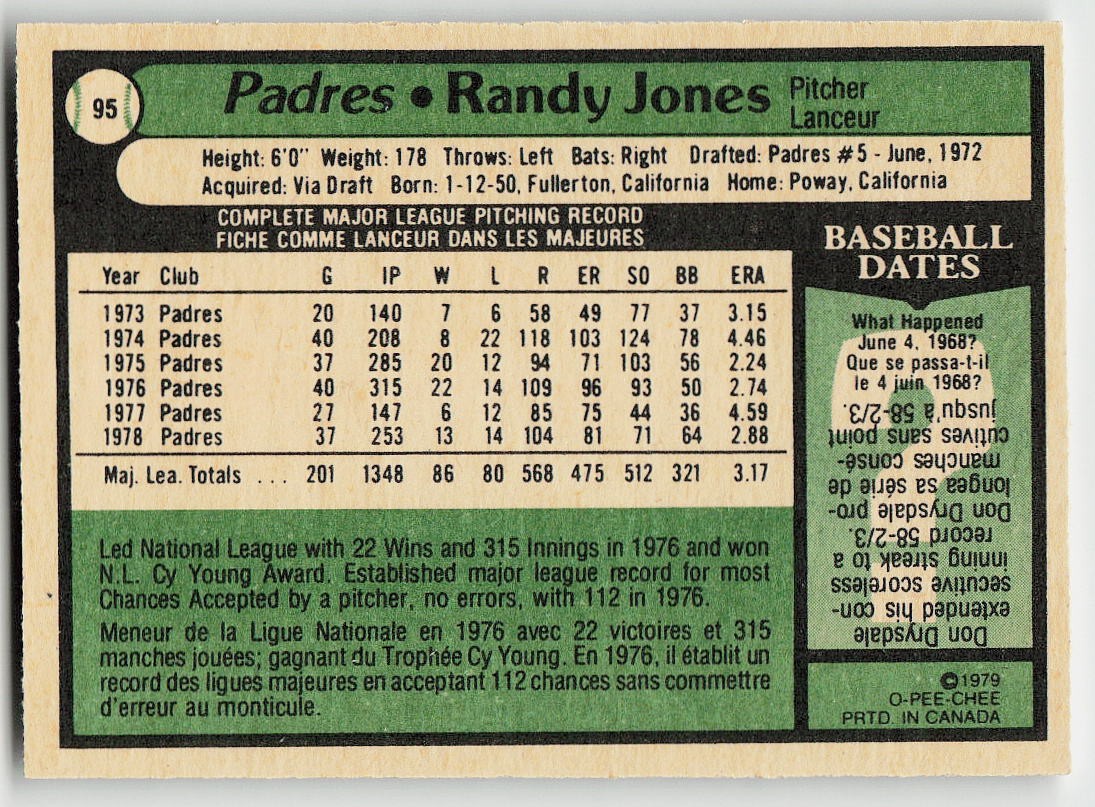 95
Padres • Randy Jones Pitcher
Lanceur
Height: 6'0" Weight: 178 Throws: Left Bats: Right Drafted: Padres #5 - June, 1972
Acquired: Via Draft Born: 1-12-50, Fullerton, California Home: Poway, California
COMPLETE MAJOR LEAGUE PITCHING RECORD
FICHE COMME LANCEUR DANS LES MAJEURES
Year Club G IP W L R ER SO BB ERA
1973 Padres 20 140 7 6 58 49 77 37 3.15
1974 Padres 40 208 8 22 118 103 124 78 4.46
1975 Padres 37 285 20 12 94 71 103 56 2.24
1976 Padres 40 315 22 14 109 96 93 50 2.74
1977 Padres 27 147 6 12 85 75 44 36 4.59
1978 Padres 37 253 13 14 104 81 71 64 2.88
Maj. Lea. Totals ... 201 1348 86 80 568 475 512 321 3.17
Led National League with 22 Wins and 315 Innings in 1976 and won
N.L. Cy Young Award. Established major league record for most
Chances Accepted by a pitcher, no errors, with 112 in 1976.
Meneur de la Ligue Nationale en 1976 avec 22 victoires et 315
manches jouées; gagnant du Trophée Cy Young. En 1976, il établit un
record des ligues majeures en acceptant 112 chances sans commettre
d'erreur au monticule.
BASEBALL
DATES
What Happened
June 4, 1968?
Que se passa-t-il
le 4 juin 1968?
Don Drysdale
extended his con-
secutive scoreless
inning streak to a
record 58-2/3.
Don Drysdale pro-
longea sa série de
manches consé-
cutives sans point
jusqu'à 58-2/3.
©1979
O-PEE-CHEE
PRTD. IN CANADA